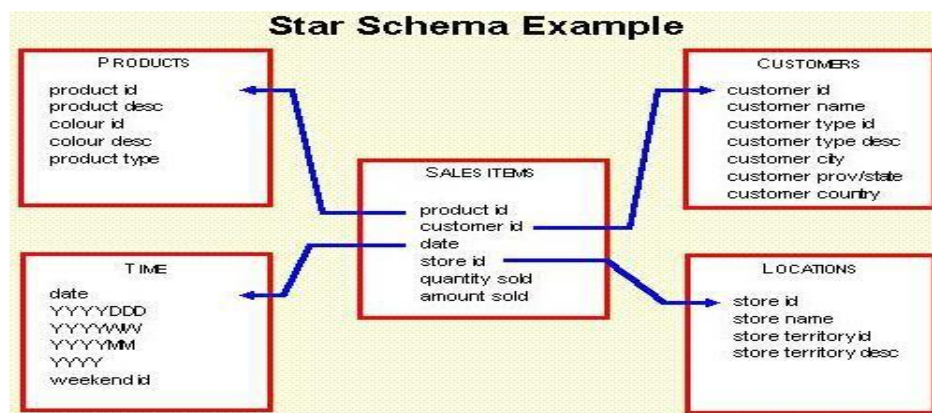 Star Schema Example
PRODUCTS
product id
product desc
colour id
colour desc
product type
CUSTOMERS
customer id
customer name
customer type id
customer type desc
customer city
customer prov/state
customer country
SALES ITEMS
product id
customer id
date
store id
quantity sold
amount sold
TIME
date
YYYYDDD
YYYYWW
YYYYMM
YYYY
weekend id
LOCATIONS
store id
store name
store territory id
store territory desc